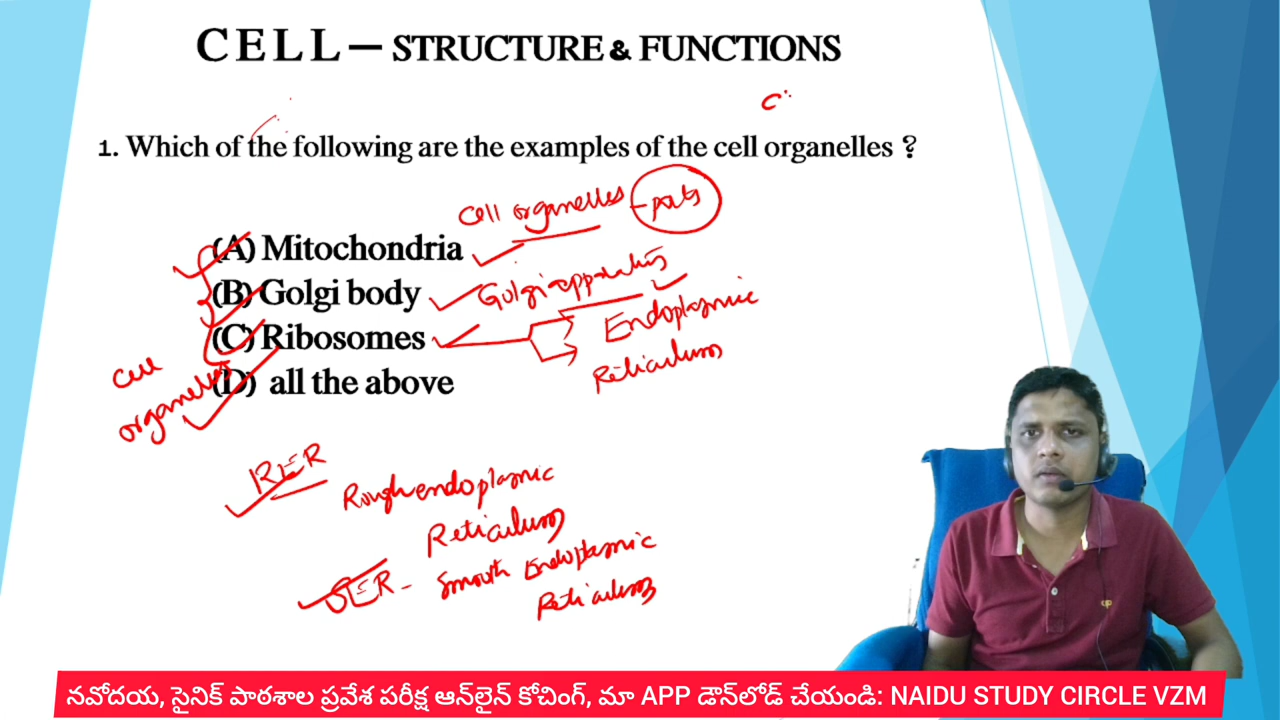 CELL — STRUCTURE & FUNCTIONS
1. Which of the following are the examples of the cell organelles ?
Cell organelles - parts
(A) Mitochondria
(B) Golgi body
Golgi apparatus
(C) Ribosomes
Endoplasmic
Reticulum
(D) all the above
Cell
organelles
RER
Rough endoplasmic
Reticulum
SER - Smooth Endoplasmic
Reticulum
నవోదయ, సైనిక్ పాఠశాల ప్రవేశ పరీక్ష ఆన్‌లైన్ కోచింగ్, మా APP డౌన్‌లోడ్ చేయండి: NAIDU STUDY CIRCLE VZM